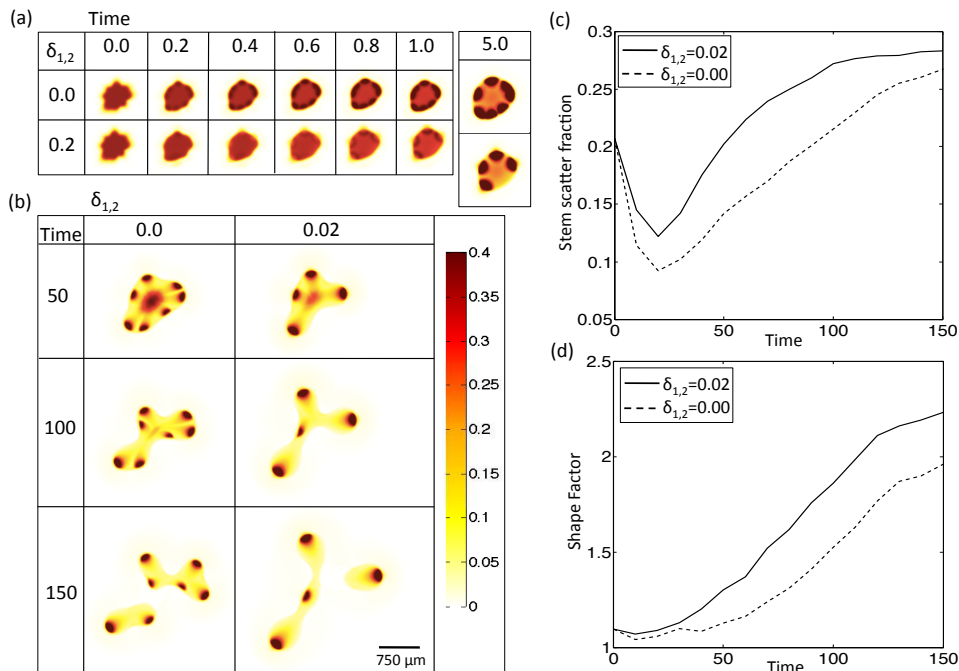 (a)
Time
δ1,2 0.0 0.2 0.4 0.6 0.8 1.0 5.0
0.0
0.2
(b)
δ1,2
Time 0.0 0.02
50
100
150
750 μm
0.4
0.35
0.3
0.25
0.2
0.15
0.1
0.05
0
(c)
0.3
0.25
0.2
0.15
0.1
0.05
Stem scatter fraction
δ1,2=0.02
δ1,2=0.00
0 50 100 150
Time
(d)
2.5
2
1.5
1
Shape Factor
δ1,2=0.02
δ1,2=0.00
0 50 100 150
Time